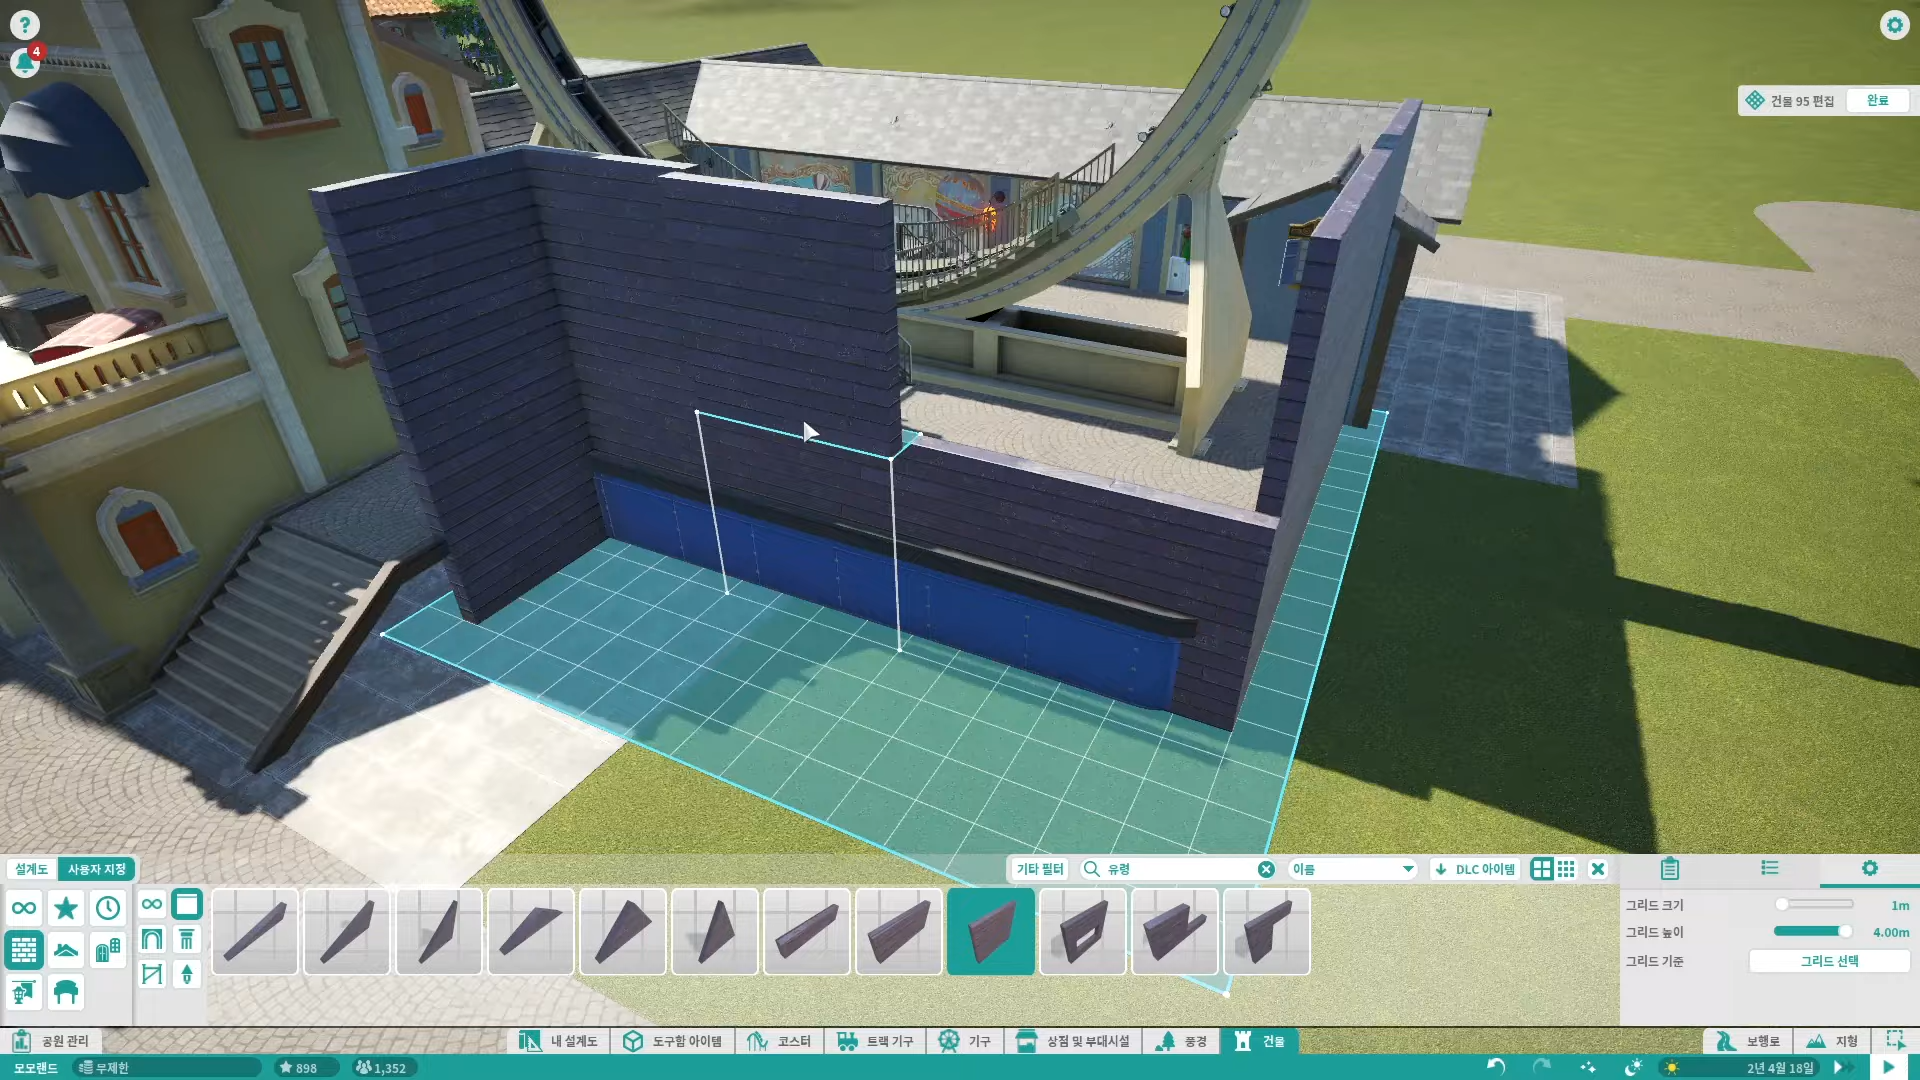 ?
4
건물 95 편집
완료
설계도
사용자 지정
기타 필터
유령
이름
DLC 아이템
그리드 크기
1m
그리드 높이
4.00m
그리드 기준
그리드 선택
공원 관리
내 설계도
도구함 아이템
코스터
트랙 기구
기구
상점 및 부대시설
풍경
건물
보행로
지형
모모랜드
무제한
898
1,352
2년 4월 18일